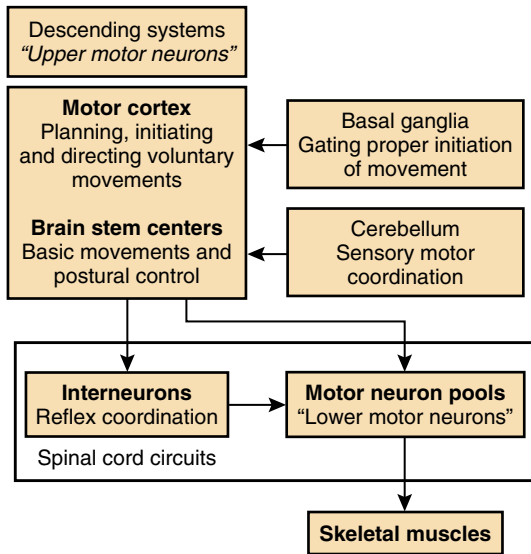 Descending systems
“Upper motor neurons”
Motor cortex
Planning, initiating
and directing voluntary
movements
Brain stem centers
Basic movements and
postural control
Basal ganglia
Gating proper initiation
of movement
Cerebellum
Sensory motor
coordination
Interneurons
Reflex coordination
Motor neuron pools
“Lower motor neurons”
Spinal cord circuits
Skeletal muscles